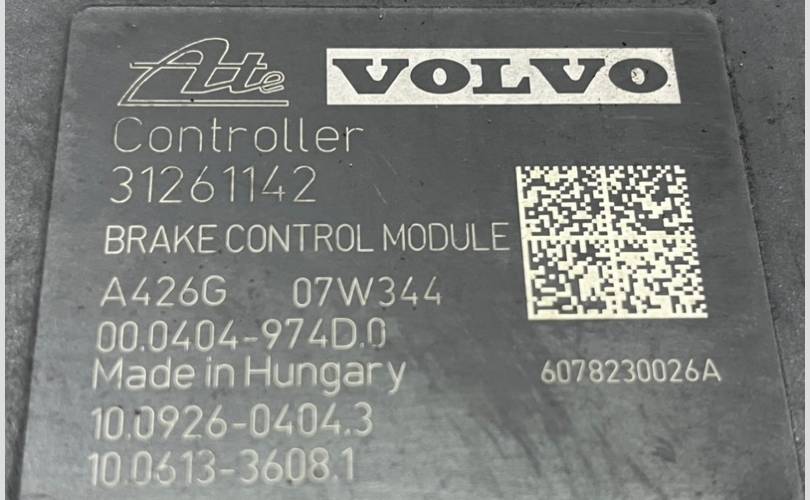 Ate VOLVO
Controller
31261142
BRAKE CONTROL MODULE
A426G 07W344
00.0404-974D.0
Made in Hungary
6078230026A
10.0926-0404.3
10.0613-3608.1